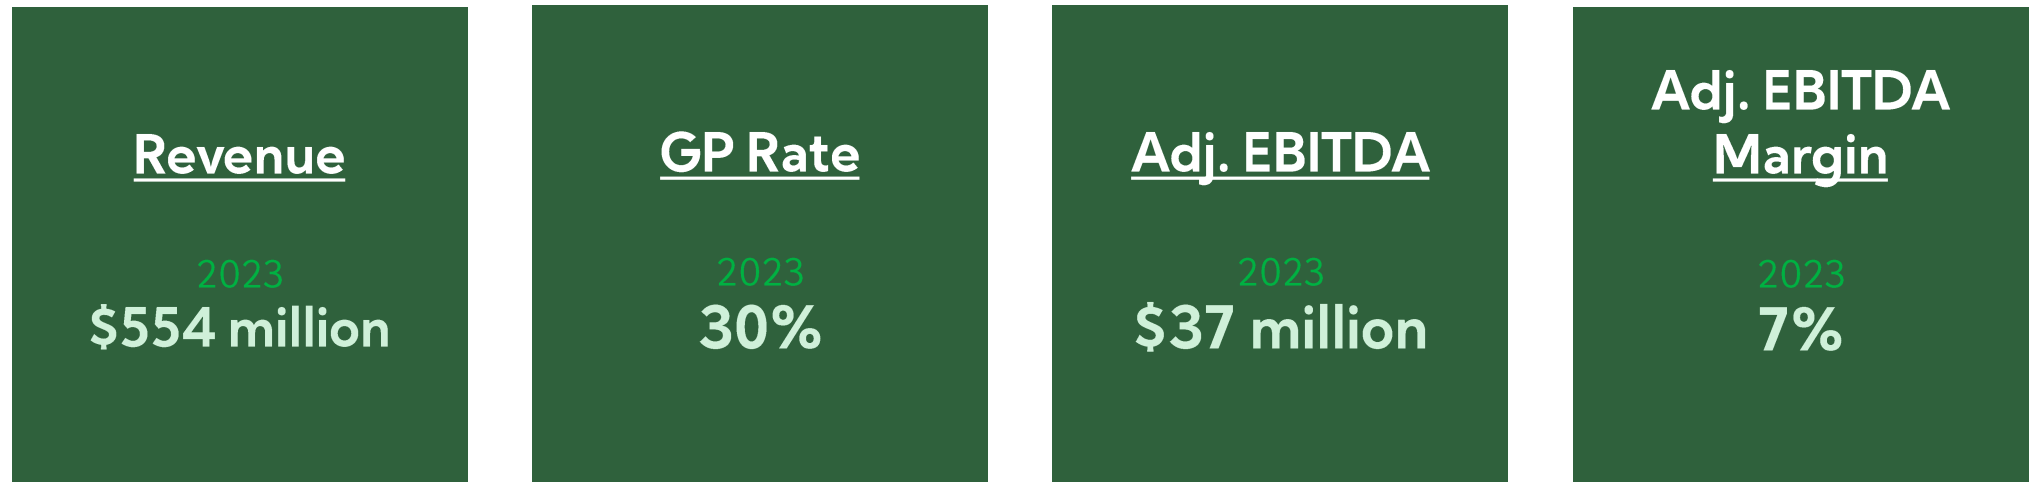 Revenue
2023
$554 million
GP Rate
2023
30%
Adj. EBITDA
2023
$37 million
Adj. EBITDA
Margin
2023
7%